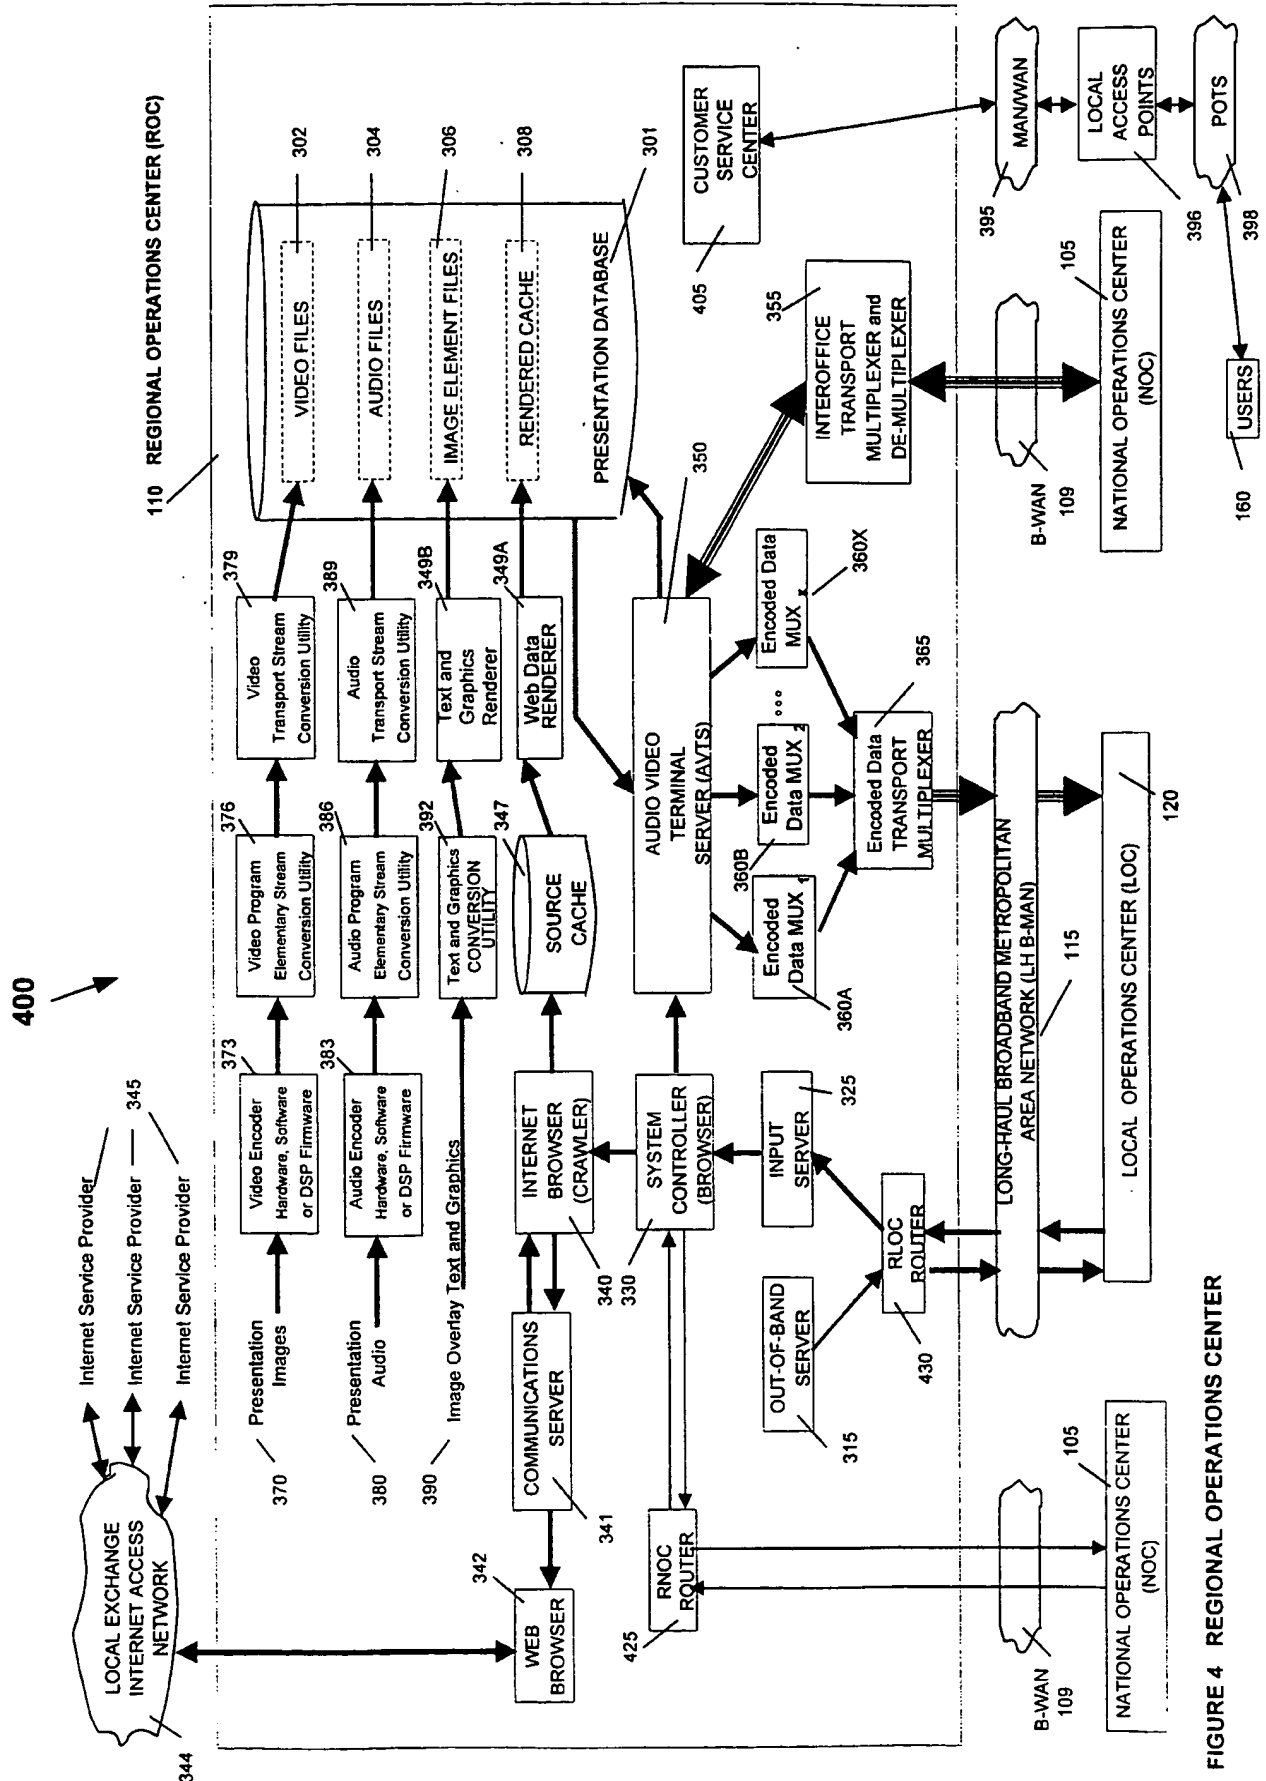 400
110 REGIONAL OPERATIONS CENTER (ROC)
LOCAL EXCHANGE
INTERNET ACCESS
NETWORK
344
Internet Service Provider
Internet Service Provider
Internet Service Provider
345
370
Presentation
Images
373
Video Encoder
Hardware, Software
or DSP Firmware
376
Video Program
Elementary Stream
Conversion Utility
379
Video
Transport Stream
Conversion Utility
VIDEO FILES
302
380
Presentation
Audio
383
Audio Encoder
Hardware, Software
or DSP Firmware
386
Audio Program
Elementary Stream
Conversion Utility
389
Audio
Transport Stream
Conversion Utility
AUDIO FILES
304
390
Image Overlay Text and Graphics
392
Text and Graphics
CONVERSION
UTILITY
349B
Text and
Graphics
Renderer
IMAGE ELEMENT FILES
306
342
WEB
BROWSER
COMMUNICATIONS
SERVER
341
INTERNET
BROWSER
(CRAWLER)
340
347
SOURCE
CACHE
349A
Web Data
RENDERER
RENDERED CACHE
308
PRESENTATION DATABASE
301
RNOC
ROUTER
425
330
SYSTEM
CONTROLLER
(BROWSER)
AUDIO VIDEO
TERMINAL
SERVER (AVTS)
350
CUSTOMER
SERVICE
CENTER
405
OUT-OF-BAND
SERVER
315
INPUT
SERVER
325
Encoded
Data MUX 1
360A
Encoded
Data MUX 2
360B
...
Encoded Data
MUX x
360X
355
INTEROFFICE
TRANSPORT
MULTIPLEXER and
DE-MULTIPLEXER
RLOC
ROUTER
430
Encoded Data
TRANSPORT
MULTIPLEXER
365
B-WAN
109
LONG-HAUL BROADBAND METROPOLITAN
AREA NETWORK (LH B-MAN)
115
B-WAN
109
MAN/WAN
395
LOCAL
ACCESS
POINTS
396
POTS
398
NATIONAL OPERATIONS CENTER
(NOC)
105
LOCAL OPERATIONS CENTER (LOC)
120
NATIONAL OPERATIONS CENTER
(NOC)
105
160
USERS
FIGURE 4 REGIONAL OPERATIONS CENTER